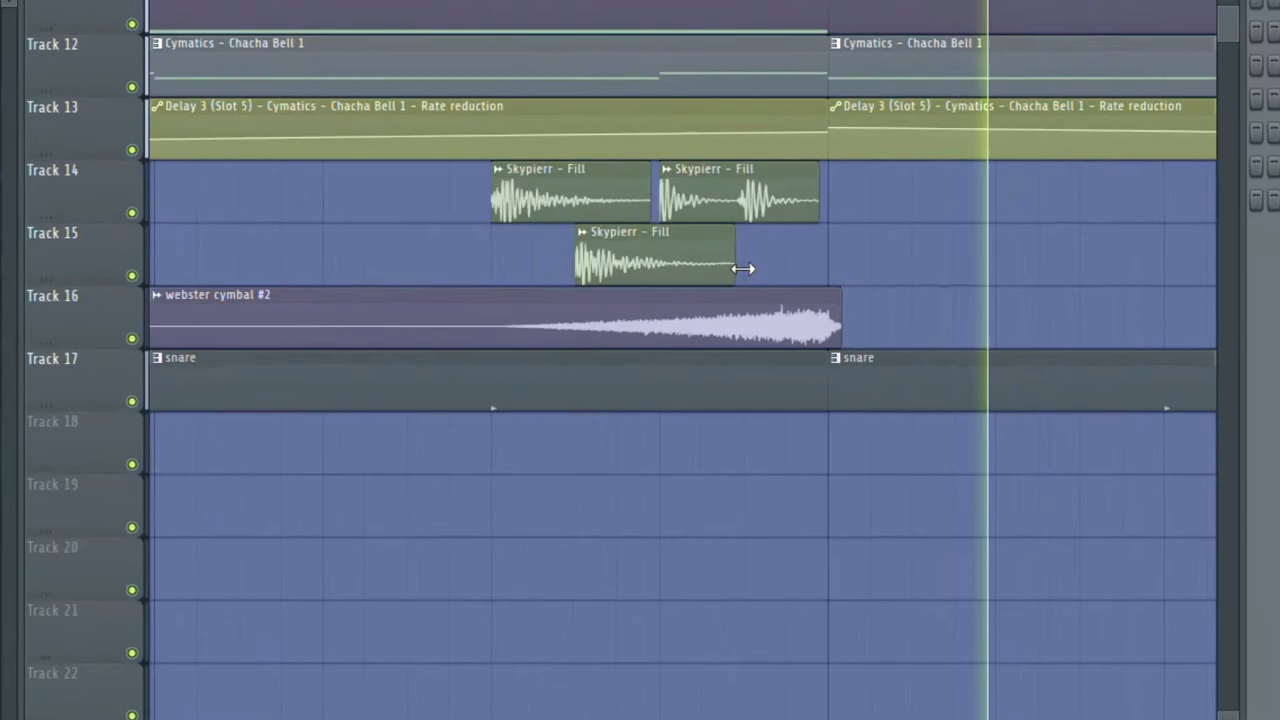 Track 12
Cymatics - Chacha Bell 1
Cymatics - Chacha Bell 1
Track 13
Delay 3 (Slot 5) - Cymatics - Chacha Bell 1 - Rate reduction
Delay 3 (Slot 5) - Cymatics - Chacha Bell 1 - Rate reduction
Track 14
Skypierr - Fill
Skypierr - Fill
Track 15
Skypierr - Fill
Track 16
webster cymbal #2
Track 17
snare
snare
Track 18
Track 19
Track 20
Track 21
Track 22